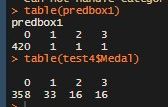 > table(predbox1)
predbox1
0 1 2 3
420 1 1 1
> table(test4$Medal)
0 1 2 3
358 33 16 16